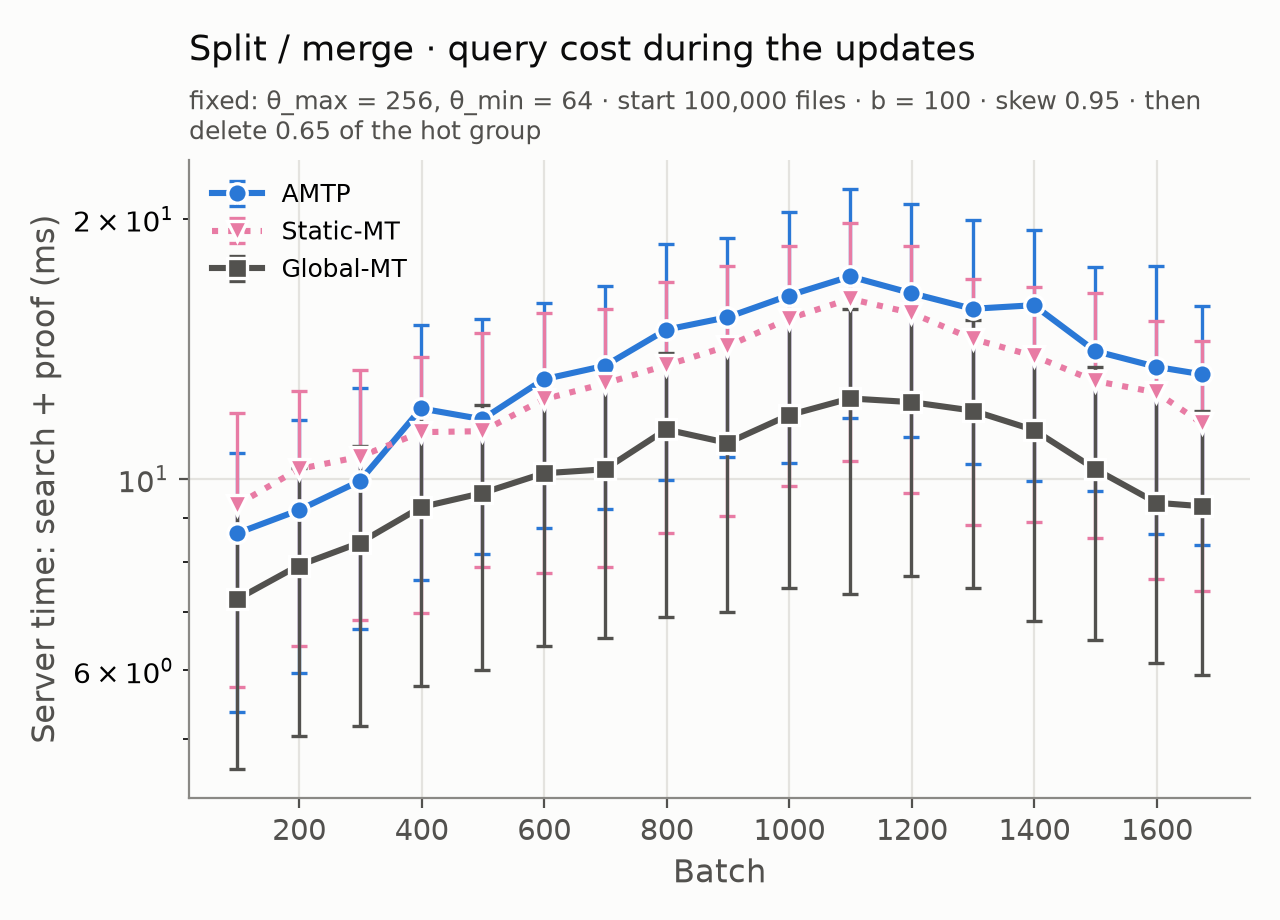 Split / merge · query cost during the updates
fixed: θ_max = 256, θ_min = 64 · start 100,000 files · b = 100 · skew 0.95 · then
delete 0.65 of the hot group
AMTP
Static-MT
Global-MT
Server time: search + proof (ms)
2 × 10¹
10¹
6 × 10⁰
200 400 600 800 1000 1200 1400 1600
Batch